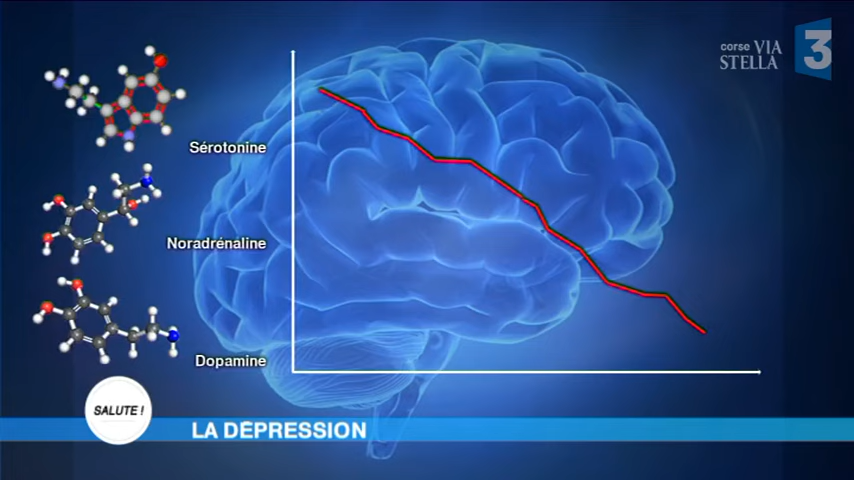 corse VIA
STELLA
3
Sérotonine
Noradrénaline
Dopamine
SALUTE !
LA DÉPRESSION